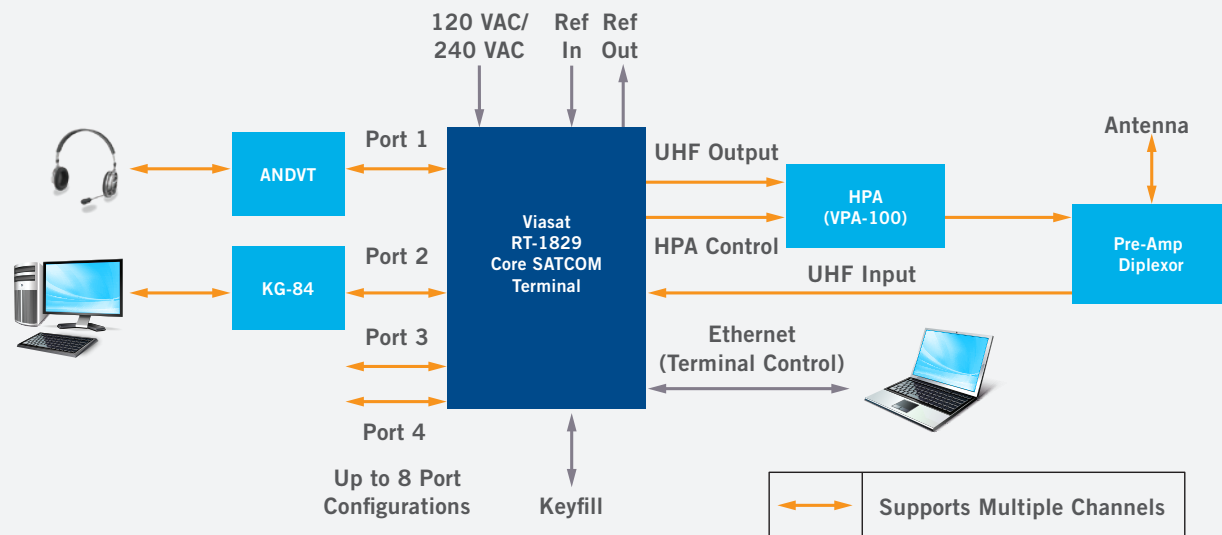 120 VAC/
240 VAC
Ref
In
Ref
Out
Port 1
ANDVT
Port 2
KG-84
Port 3
Port 4
Up to 8 Port
Configurations
Viasat
RT-1829
Core SATCOM
Terminal
Keyfill
UHF Output
HPA Control
HPA
(VPA-100)
UHF Input
Antenna
Pre-Amp
Diplexor
Ethernet
(Terminal Control)
Supports Multiple Channels